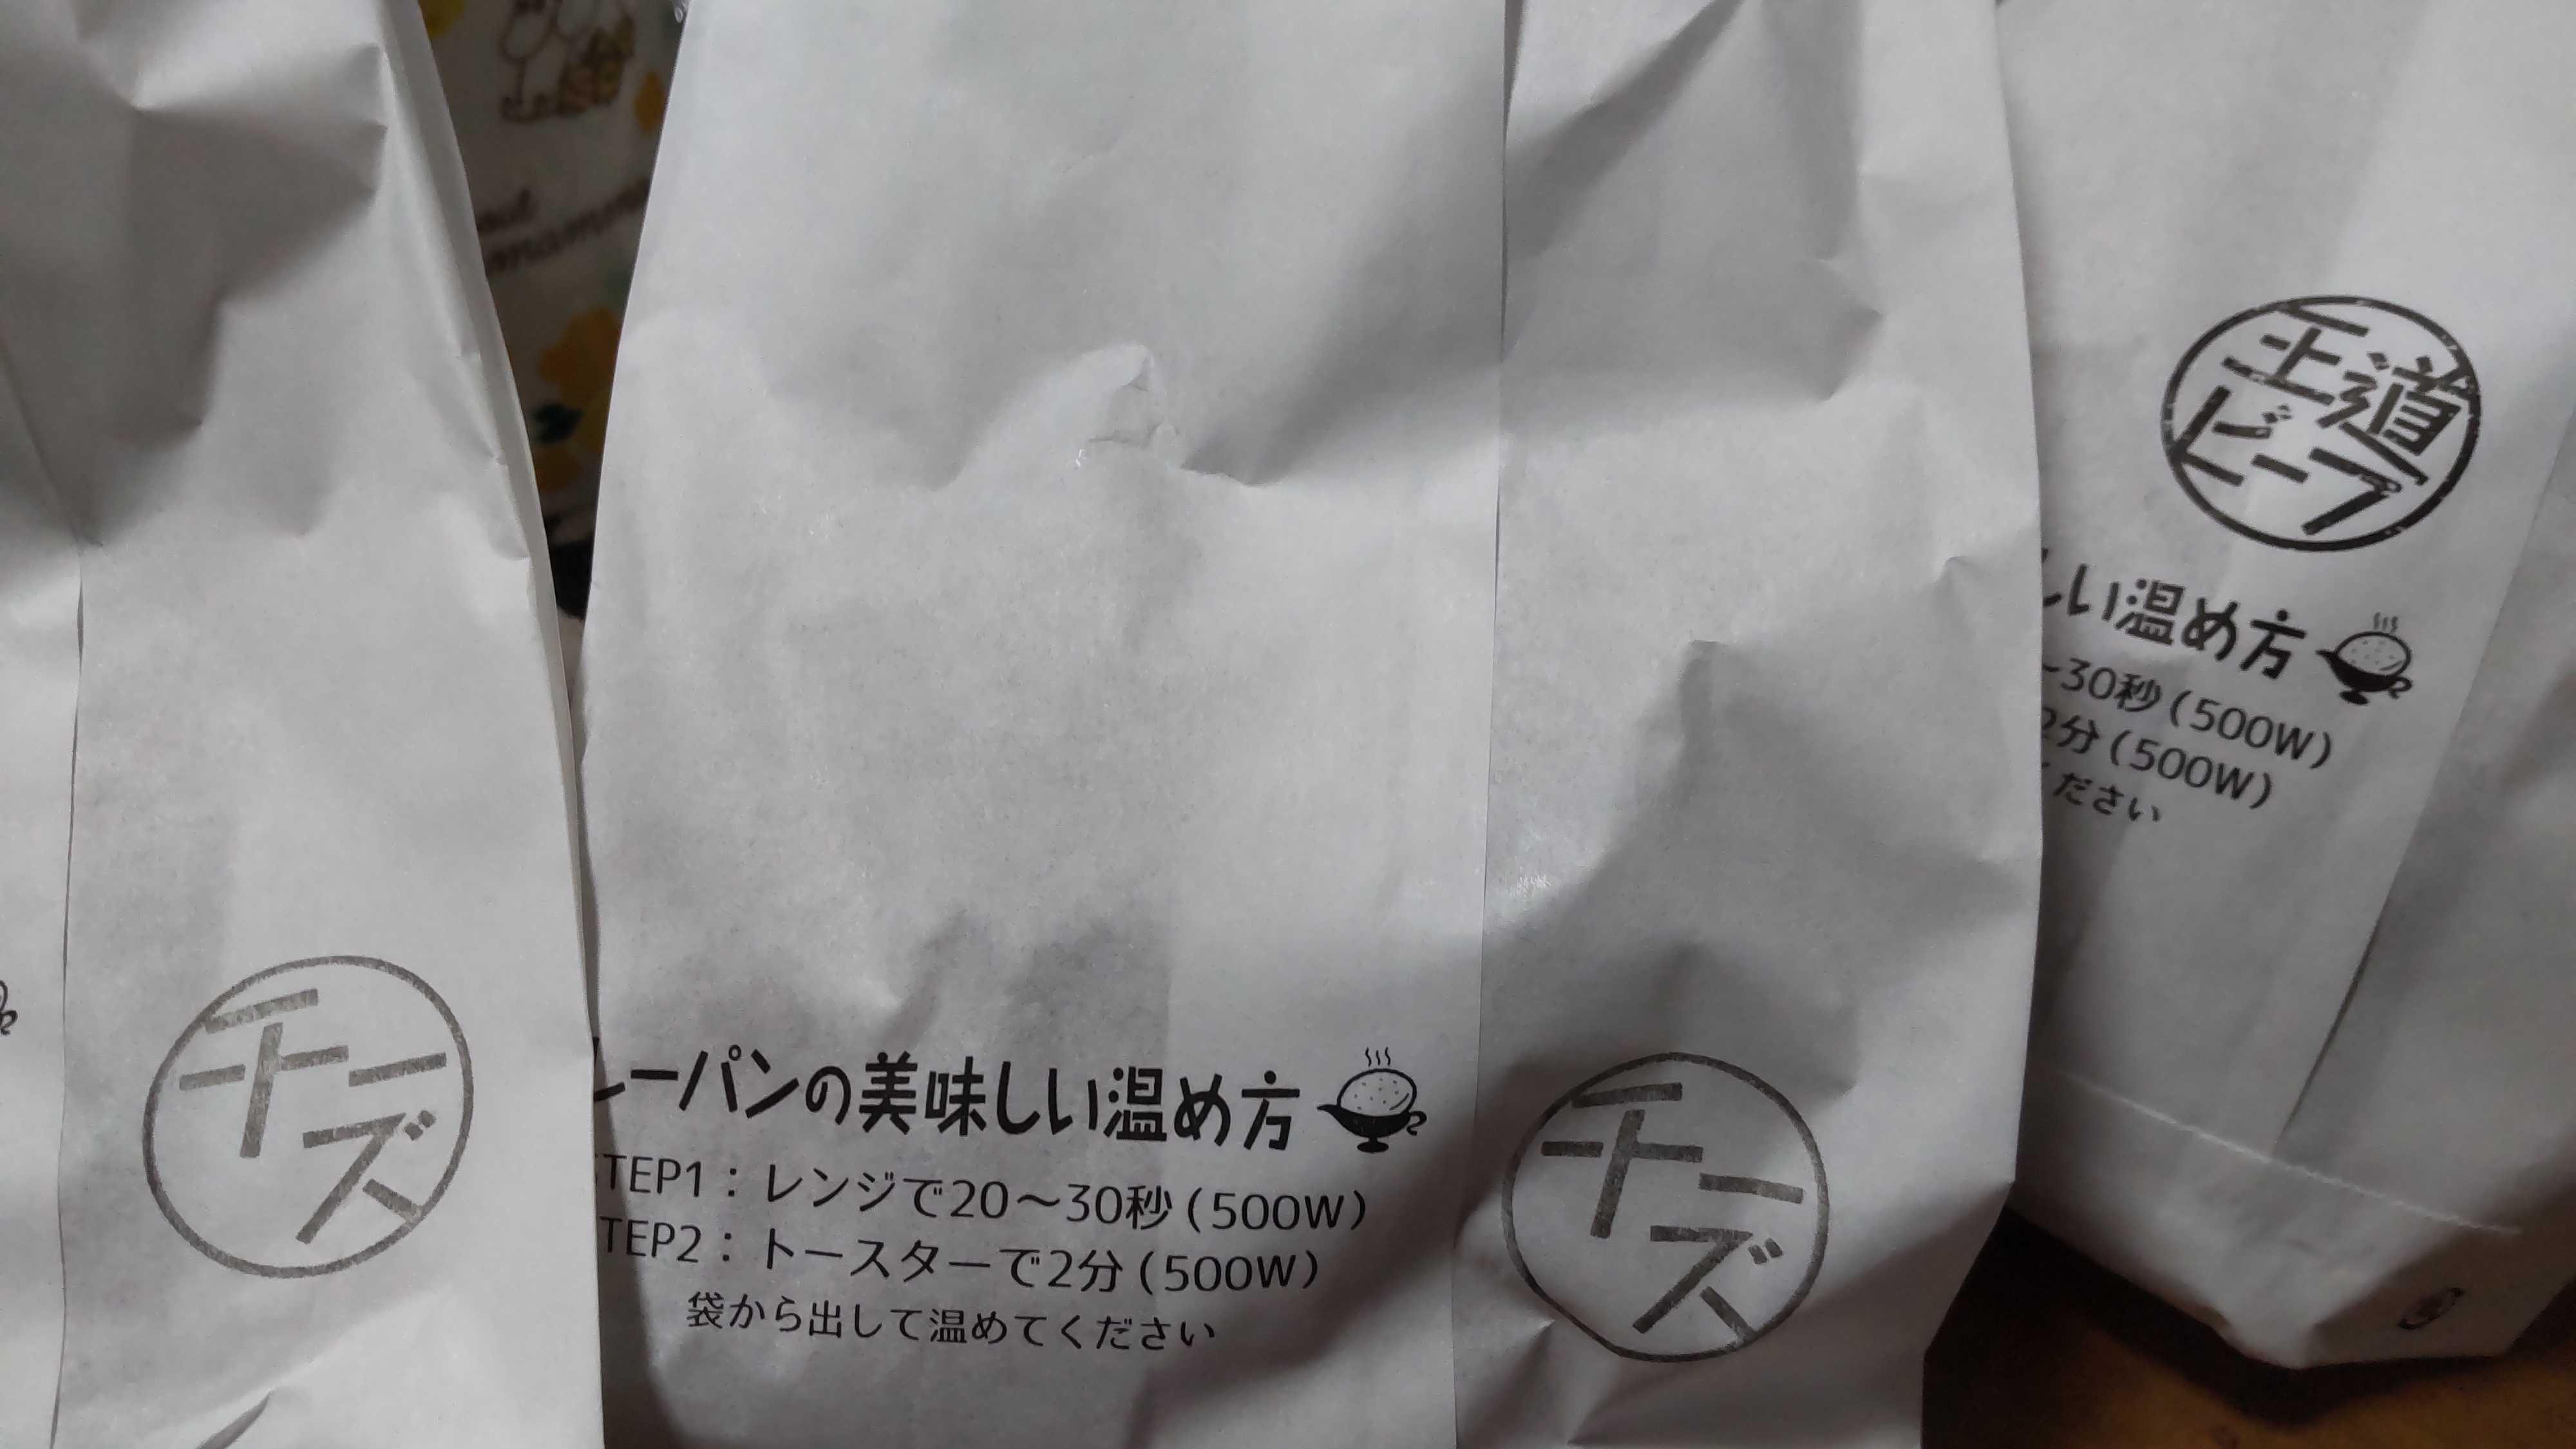 チーズ
ーパンの美味しい温め方
TEP1：レンジで20〜30秒（500W）
TEP2：トースターで2分（500W）
袋から出して温めてください
チーズ
王道
ビーフ
しい温め方
〜30秒（500W）
2分（500W）
ください